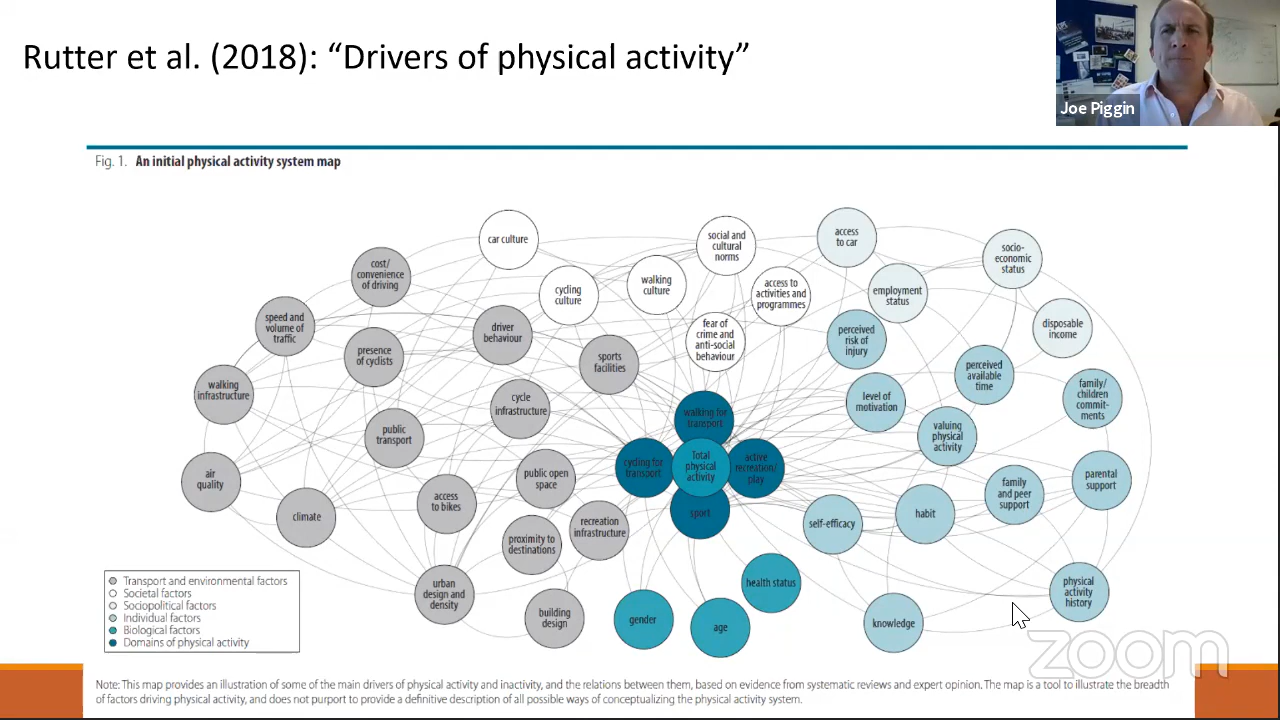 Rutter et al. (2018): “Drivers of physical activity”
Joe Piggin
Fig. 1. An initial physical activity system map
car culture
social and
cultural
norms
access
to car
socio-
economic
status
cost/
convenience
of driving
cycling
culture
walking
culture
access to
activities and
programmes
employment
status
speed and
volume of
traffic
driver
behaviour
fear of
crime and
anti-social
behaviour
perceived
risk of
injury
disposable
income
presence
of cyclists
sports
facilities
perceived
available
time
walking
infrastructure
cycle
infrastructure
walking for
transport
level of
motivation
family/
children
commit-
ments
public
transport
valuing
physical
activity
cycling for
transport
Total
physical
activity
active
recreation/
play
air
quality
public open
space
parental
support
access
to bikes
family
and peer
support
climate
recreation
infrastructure
sport
self-efficacy
habit
proximity to
destinations
urban
design and
density
health status
physical
activity
history
building
design
gender
age
knowledge
Transport and environmental factors
Societal factors
Sociopolitical factors
Individual factors
Biological factors
Domains of physical activity
zoom
Note: This map provides an illustration of some of the main drivers of physical activity and inactivity, and the relations between them, based on evidence from systematic reviews and expert opinion. The map is a tool to illustrate the breadth
of factors driving physical activity, and does not purport to provide a definitive description of all possible ways of conceptualizing the physical activity system.